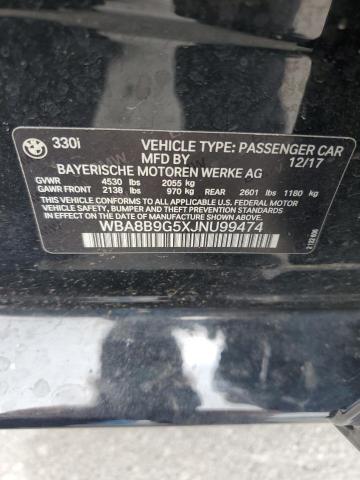 330i VEHICLE TYPE: PASSENGER CAR
MFD BY 12/17
BAYERISCHE MOTOREN WERKE AG
GVWR 4530 lbs 2055 kg
GAWR FRONT 2138 lbs 970 kg REAR 2601 lbs 1180 kg
THIS VEHICLE CONFORMS TO ALL APPLICABLE FEDERAL MOTOR
VEHICLE SAFETY, BUMPER AND THEFT PREVENTION STANDARDS
IN EFFECT ON THE DATE OF MANUFACTURE SHOWN ABOVE.
WBA8B9G5XJNU99474